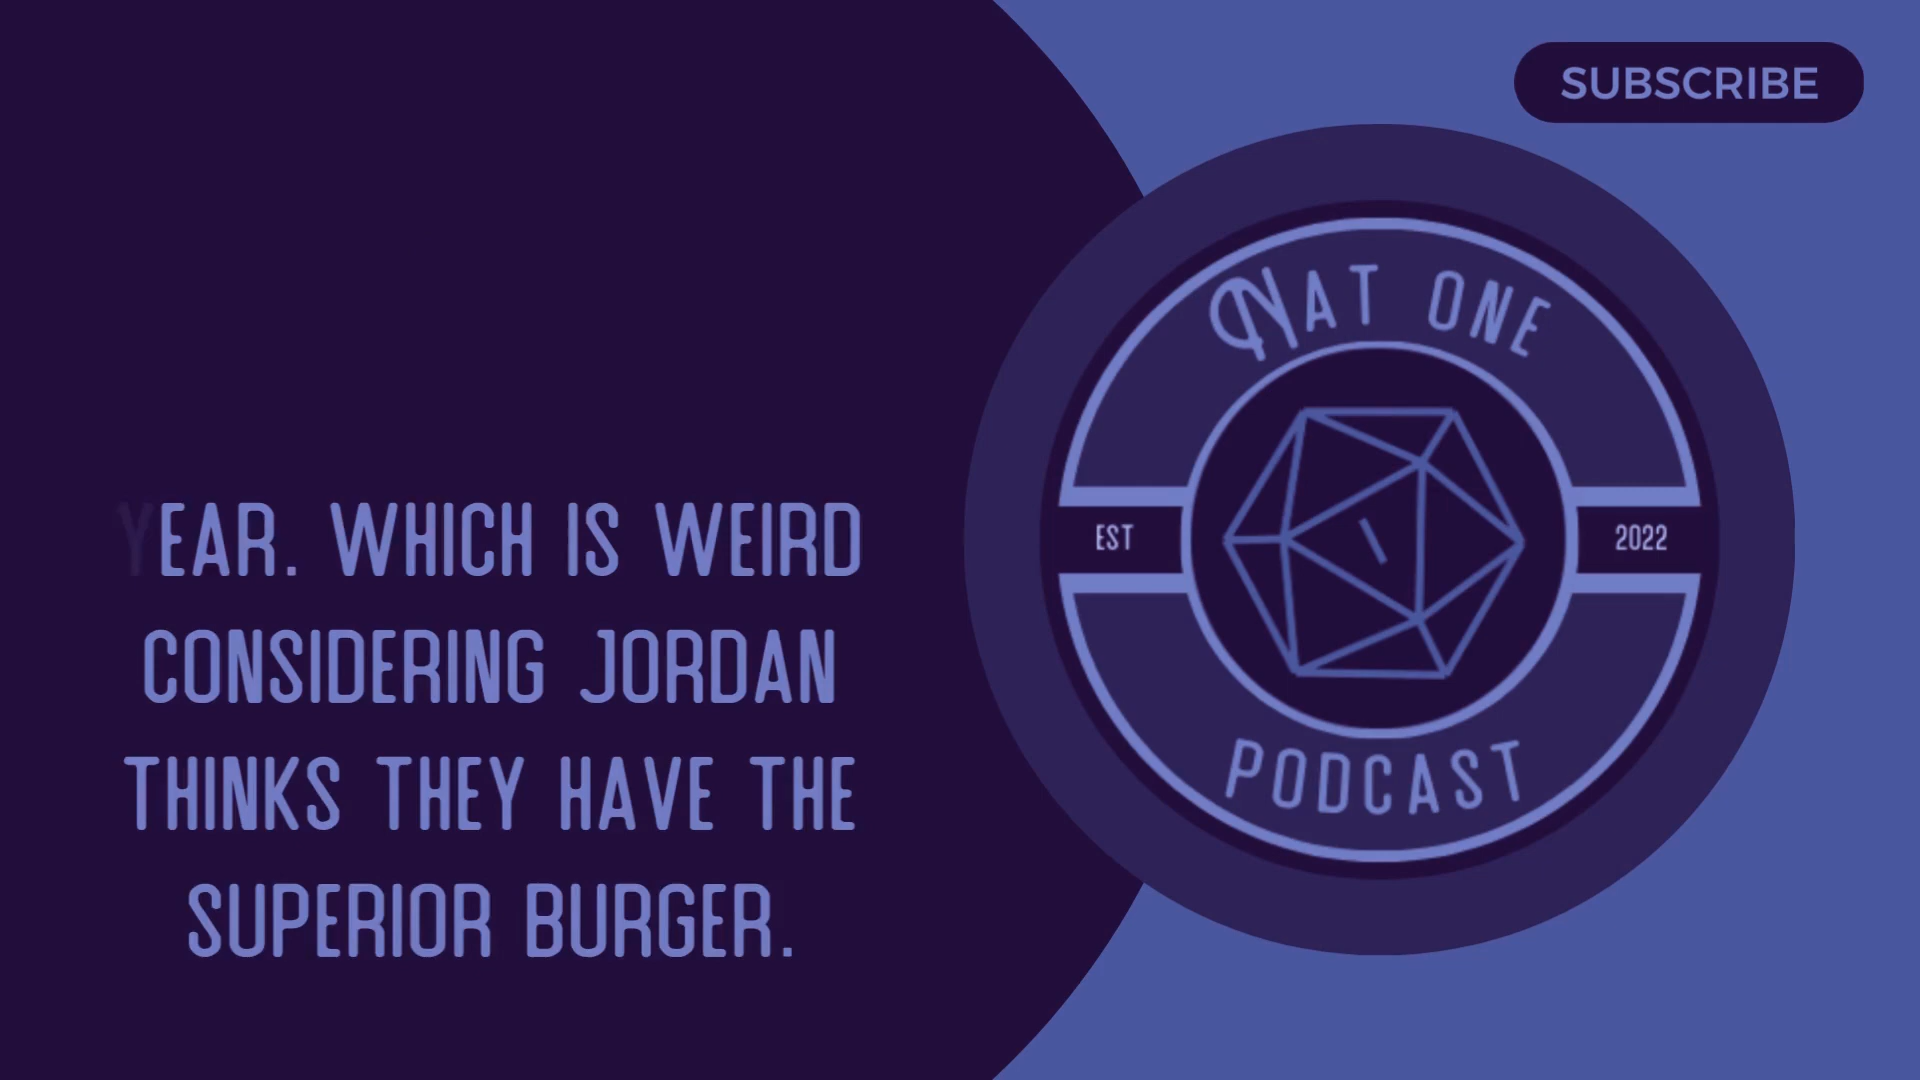 SUBSCRIBE
NAT ONE
EST
2022
PODCAST
YEAR. WHICH IS WEIRD
CONSIDERING JORDAN
THINKS THEY HAVE THE
SUPERIOR BURGER.